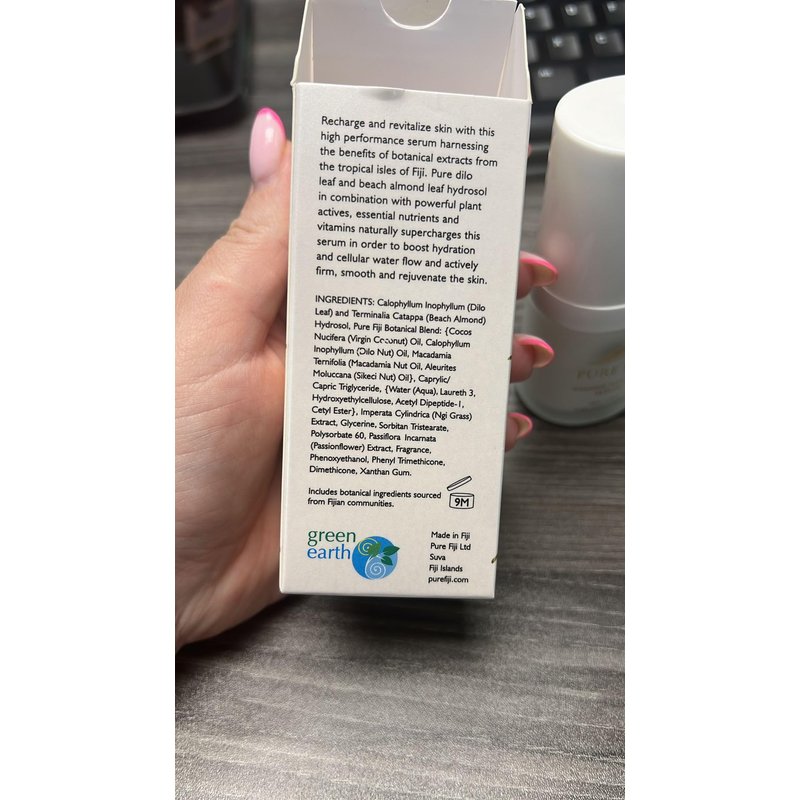 Recharge and revitalize skin with this
high performance serum harnessing
the benefits of botanical extracts from
the tropical isles of Fiji. Pure dilo
leaf and beach almond leaf hydrosol
in combination with powerful plant
actives, essential nutrients and
vitamins naturally supercharges this
serum in order to boost hydration
and cellular water flow and actively
firm, smooth and rejuvenate the skin.
INGREDIENTS: Calophyllum Inophyllum (Dilo
Leaf) and Terminalia Catappa (Beach Almond)
Hydrosol, Pure Fiji Botanical Blend: {Cocos
Nucifera (Virgin Coconut) Oil, Calophyllum
Inophyllum (Dilo Nut) Oil, Macadamia
Ternifolia (Macadamia Nut Oil, Aleurites
Moluccana (Sikeci Nut) Oil}, Caprylic/
Capric Triglyceride, {Water (Aqua), Laureth 3,
Hydroxyethylcellulose, Acetyl Dipeptide-1,
Cetyl Ester}, Imperata Cylindrica (Ngi Grass)
Extract, Glycerine, Sorbitan Tristearate,
Polysorbate 60, Passiflora Incarnata
(Passionflower) Extract, Fragrance,
Phenoxyethanol, Phenyl Trimethicone,
Dimethicone, Xanthan Gum.
Includes botanical ingredients sourced
from Fijian communities.
9M
green
earth
Made in Fiji
Pure Fiji Ltd
Suva
Fiji Islands
purefiji.com
PURE